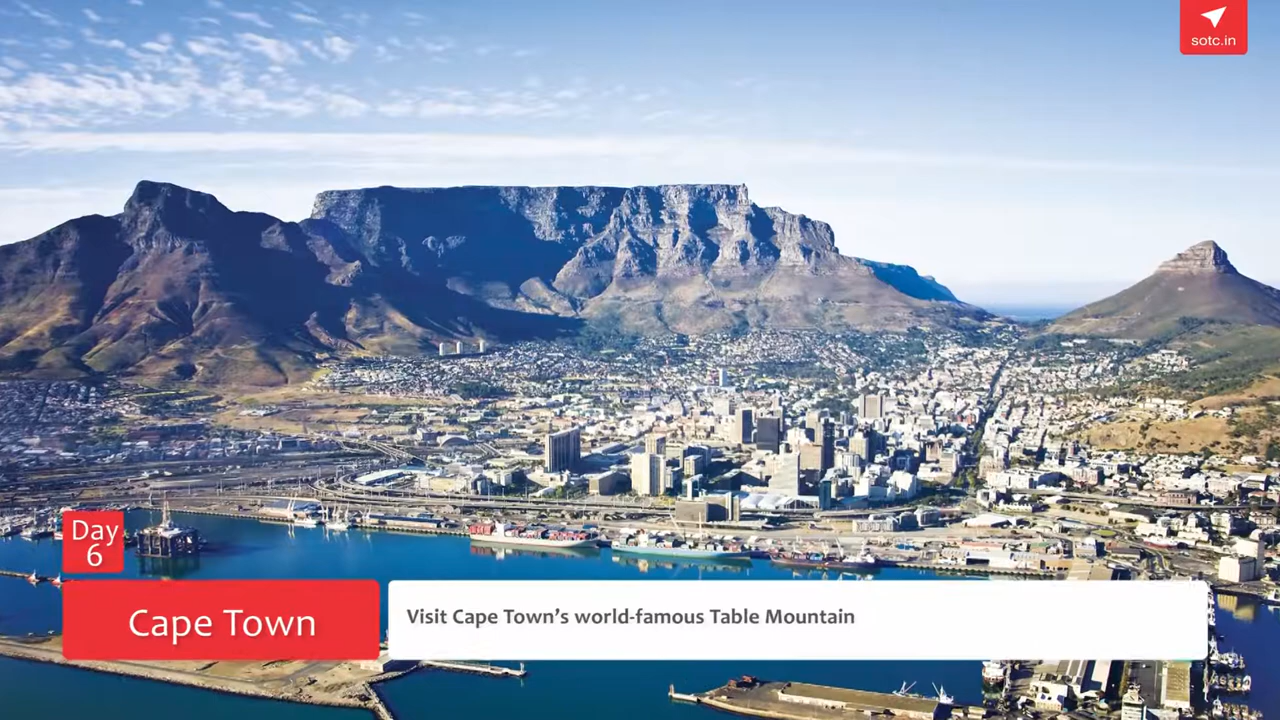 sotc.in
Day
6
Cape Town
Visit Cape Town’s world-famous Table Mountain